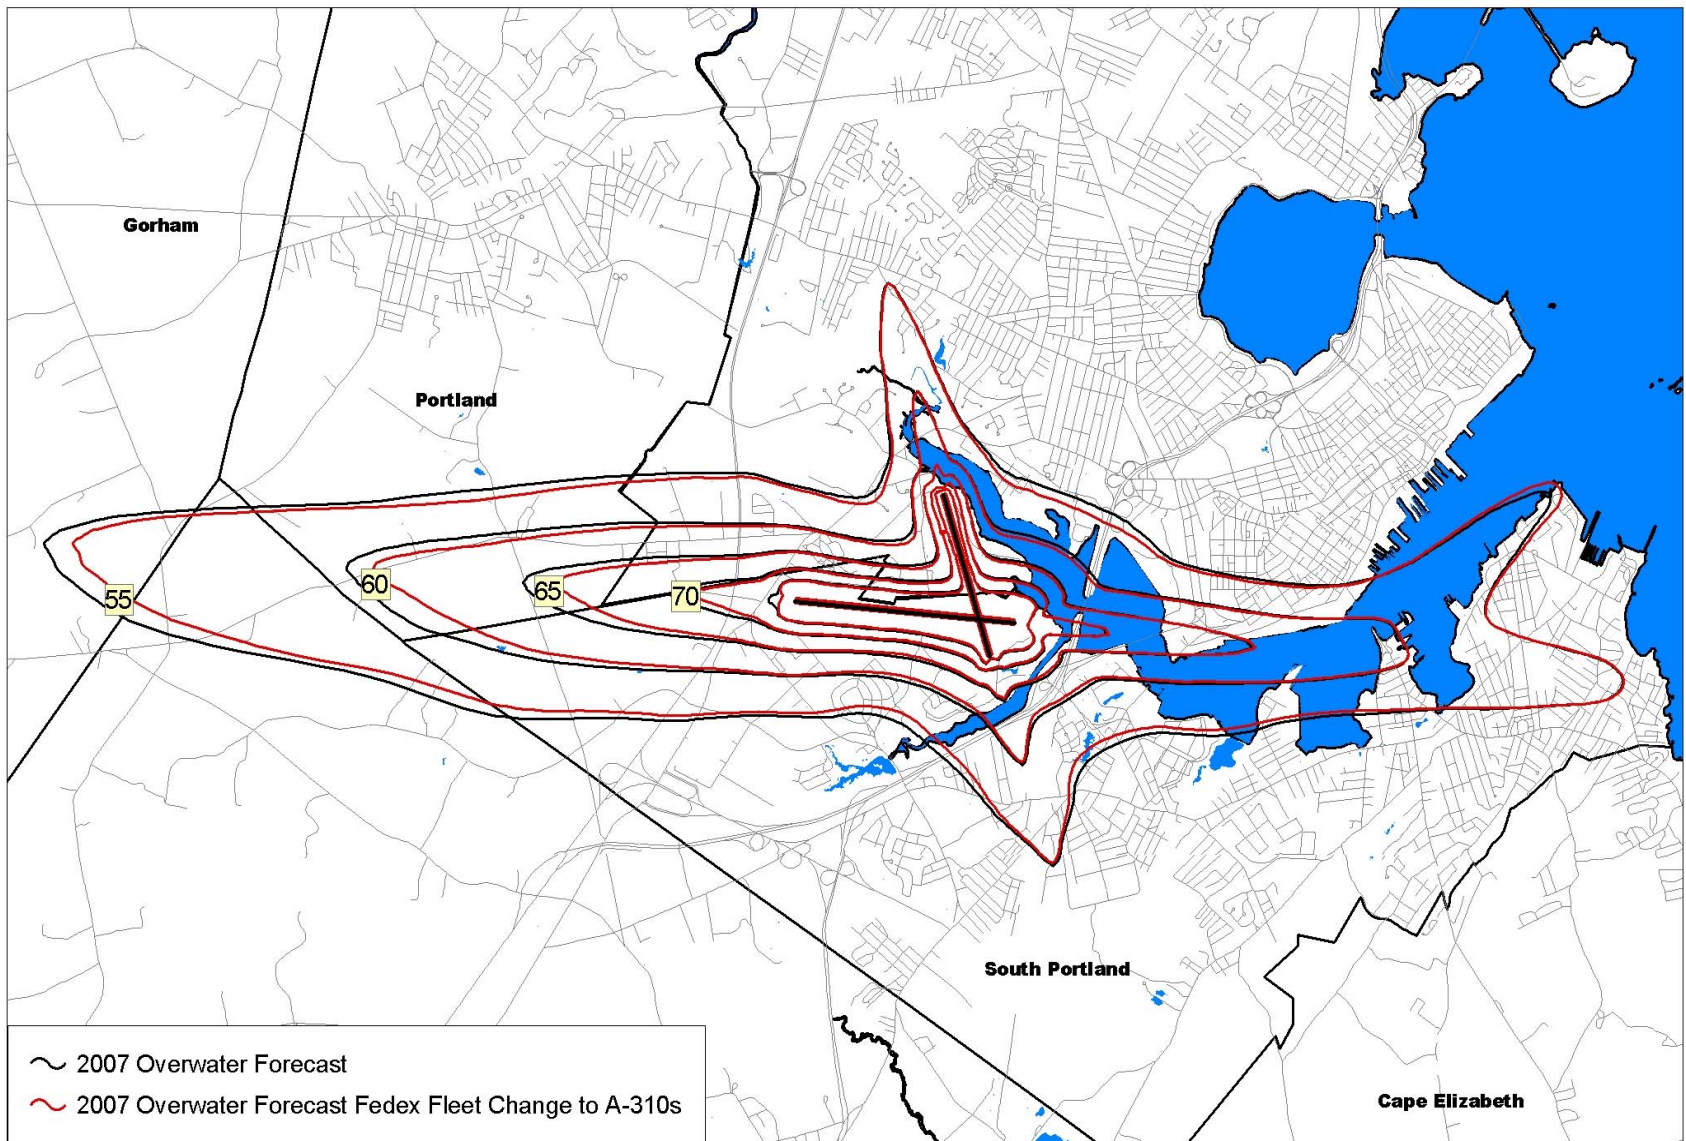 Gorham
Portland
55
60
65
70
South Portland
Cape Elizabeth
2007 Overwater Forecast
2007 Overwater Forecast Fedex Fleet Change to A-310s